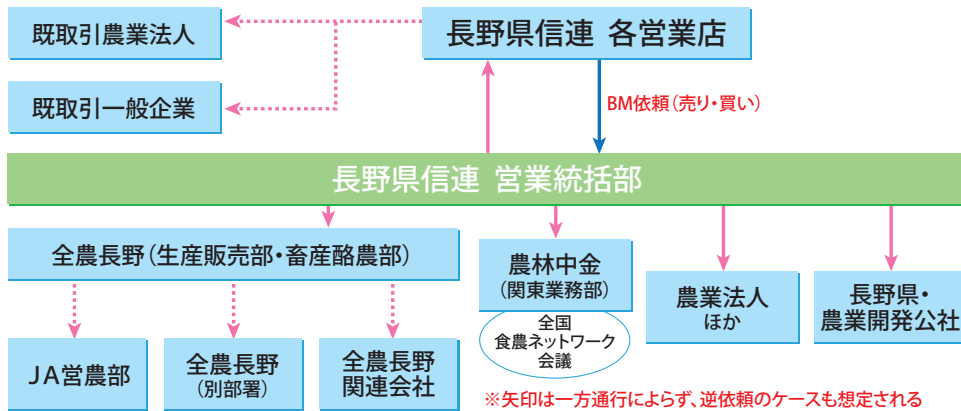 既取引農業法人
長野県信連 各営業店
既取引一般企業
BM依頼（売り・買い）
長野県信連 営業統括部
全農長野（生産販売部・畜産酪農部）
農林中金
（関東業務部）
全国
食農ネットワーク
会議
農業法人
ほか
長野県・
農業開発公社
JA営農部
全農長野
（別部署）
全農長野
関連会社
※矢印は一方通行によらず、逆依頼のケースも想定される